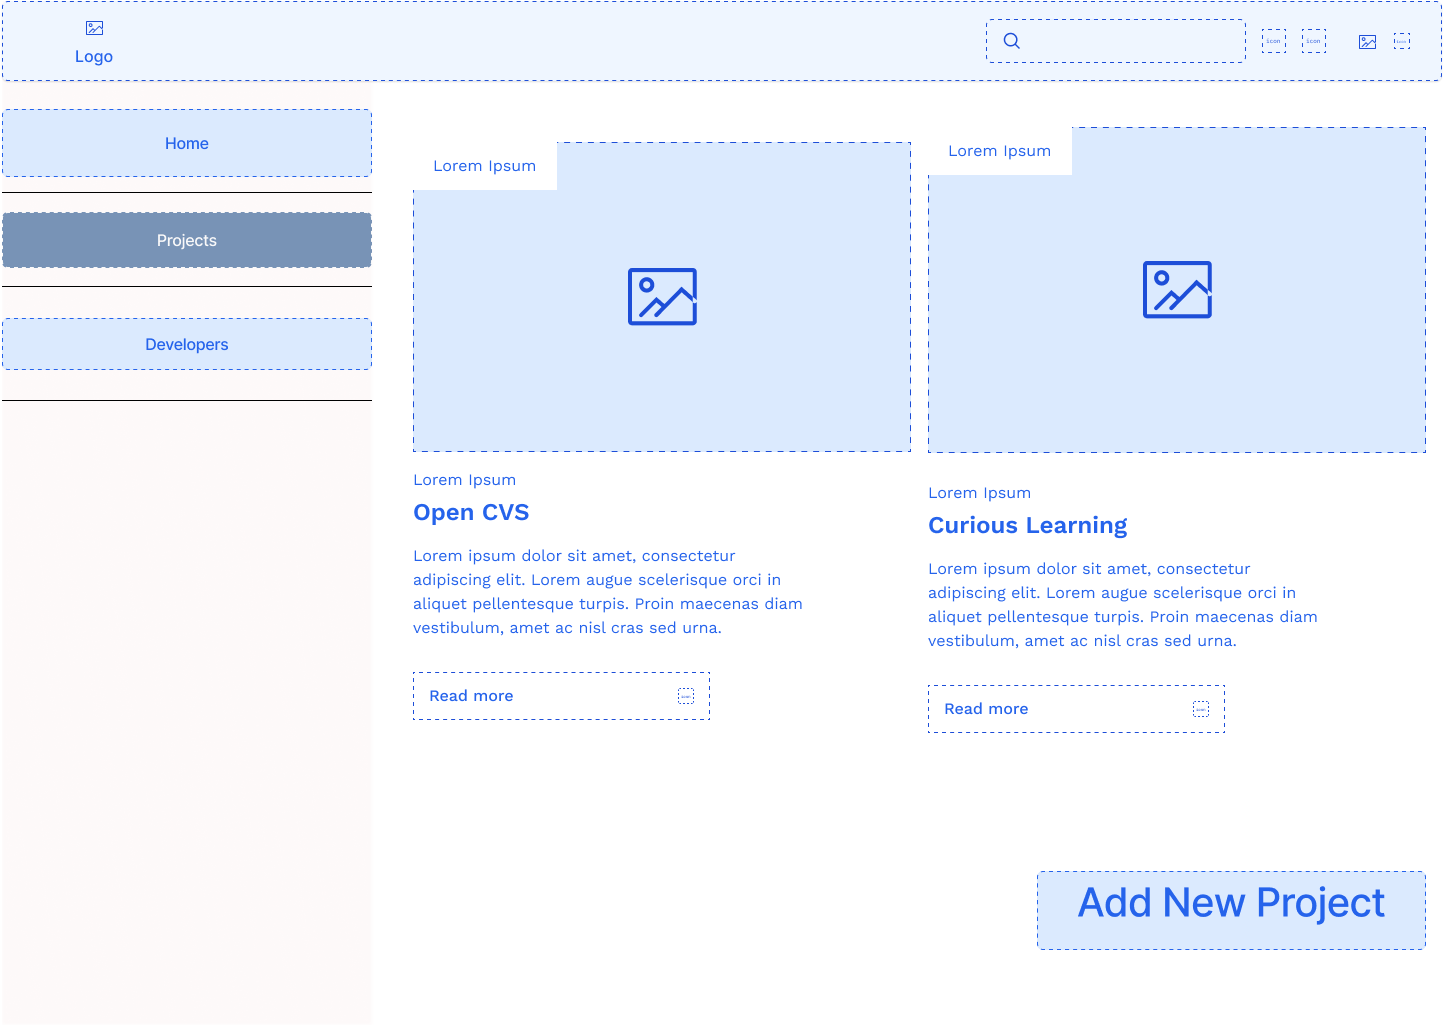 Logo
icon
icon
Home
Projects
Developers
Lorem Ipsum
Lorem Ipsum
Open CVS
Lorem ipsum dolor sit amet, consectetur
adipiscing elit. Lorem augue scelerisque orci in
aliquet pellentesque turpis. Proin maecenas diam
vestibulum, amet ac nisl cras sed urna.
Read more
Lorem Ipsum
Lorem Ipsum
Curious Learning
Lorem ipsum dolor sit amet, consectetur
adipiscing elit. Lorem augue scelerisque orci in
aliquet pellentesque turpis. Proin maecenas diam
vestibulum, amet ac nisl cras sed urna.
Read more
Add New Project